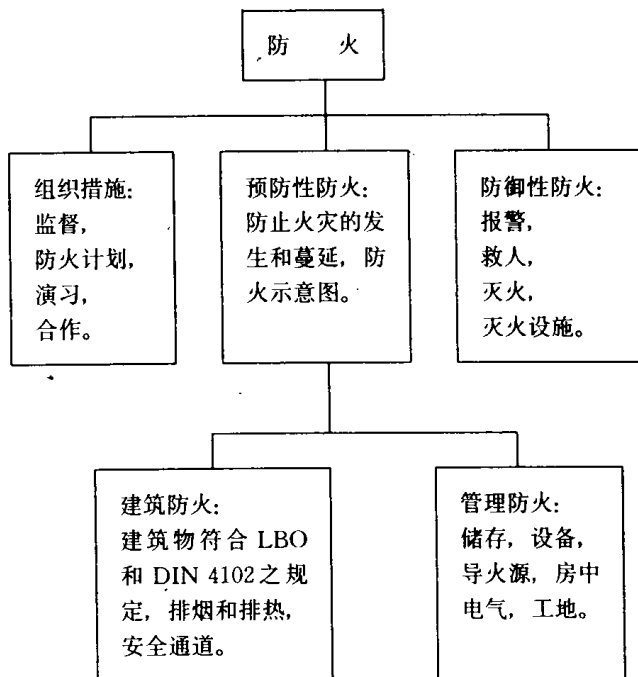 防 火
组织措施:
监督,
防火计划,
演习,
合作。
预防性防火:
防止火灾的发
生和蔓延, 防
火示意图。
防御性防火:
报警,
救人,
灭火,
灭火设施。
建筑防火:
建筑物符合 LBO
和 DIN 4102 之规
定, 排烟和排热,
安全通道。
管理防火:
储存, 设备,
导火源, 房中
电气, 工地。